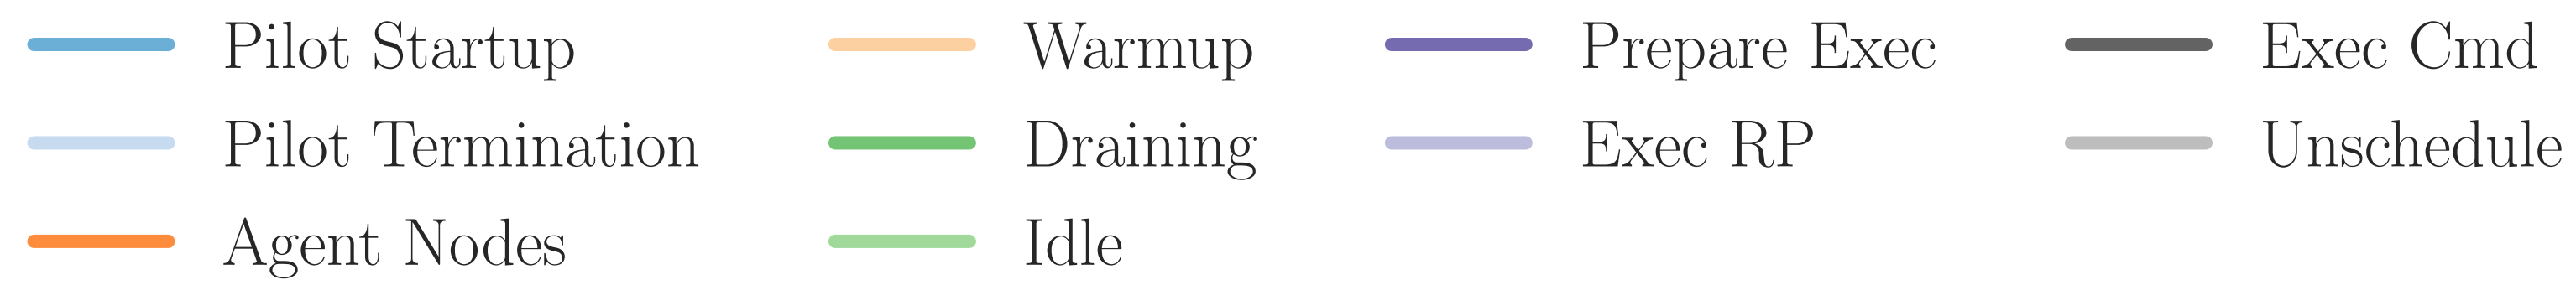 Pilot Startup Warmup Prepare Exec Exec Cmd
Pilot Termination Draining Exec RP Unschedule
Agent Nodes Idle